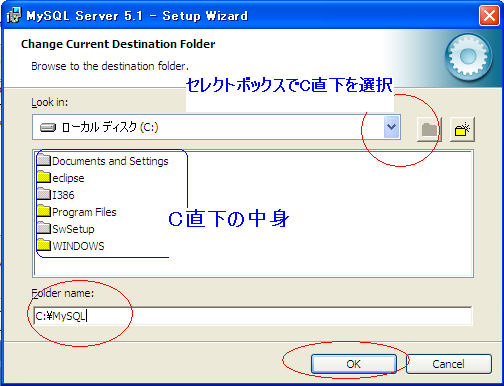 MySQL Server 5.1 - Setup Wizard
Change Current Destination Folder
Browse to the destination folder.
セレクトボックスでC直下を選択
Look in:
ローカル ディスク (C:)
Documents and Settings
eclipse
I386
Program Files
SwSetup
WINDOWS
C直下の中身
Folder name:
C:¥MySQL
OK
Cancel